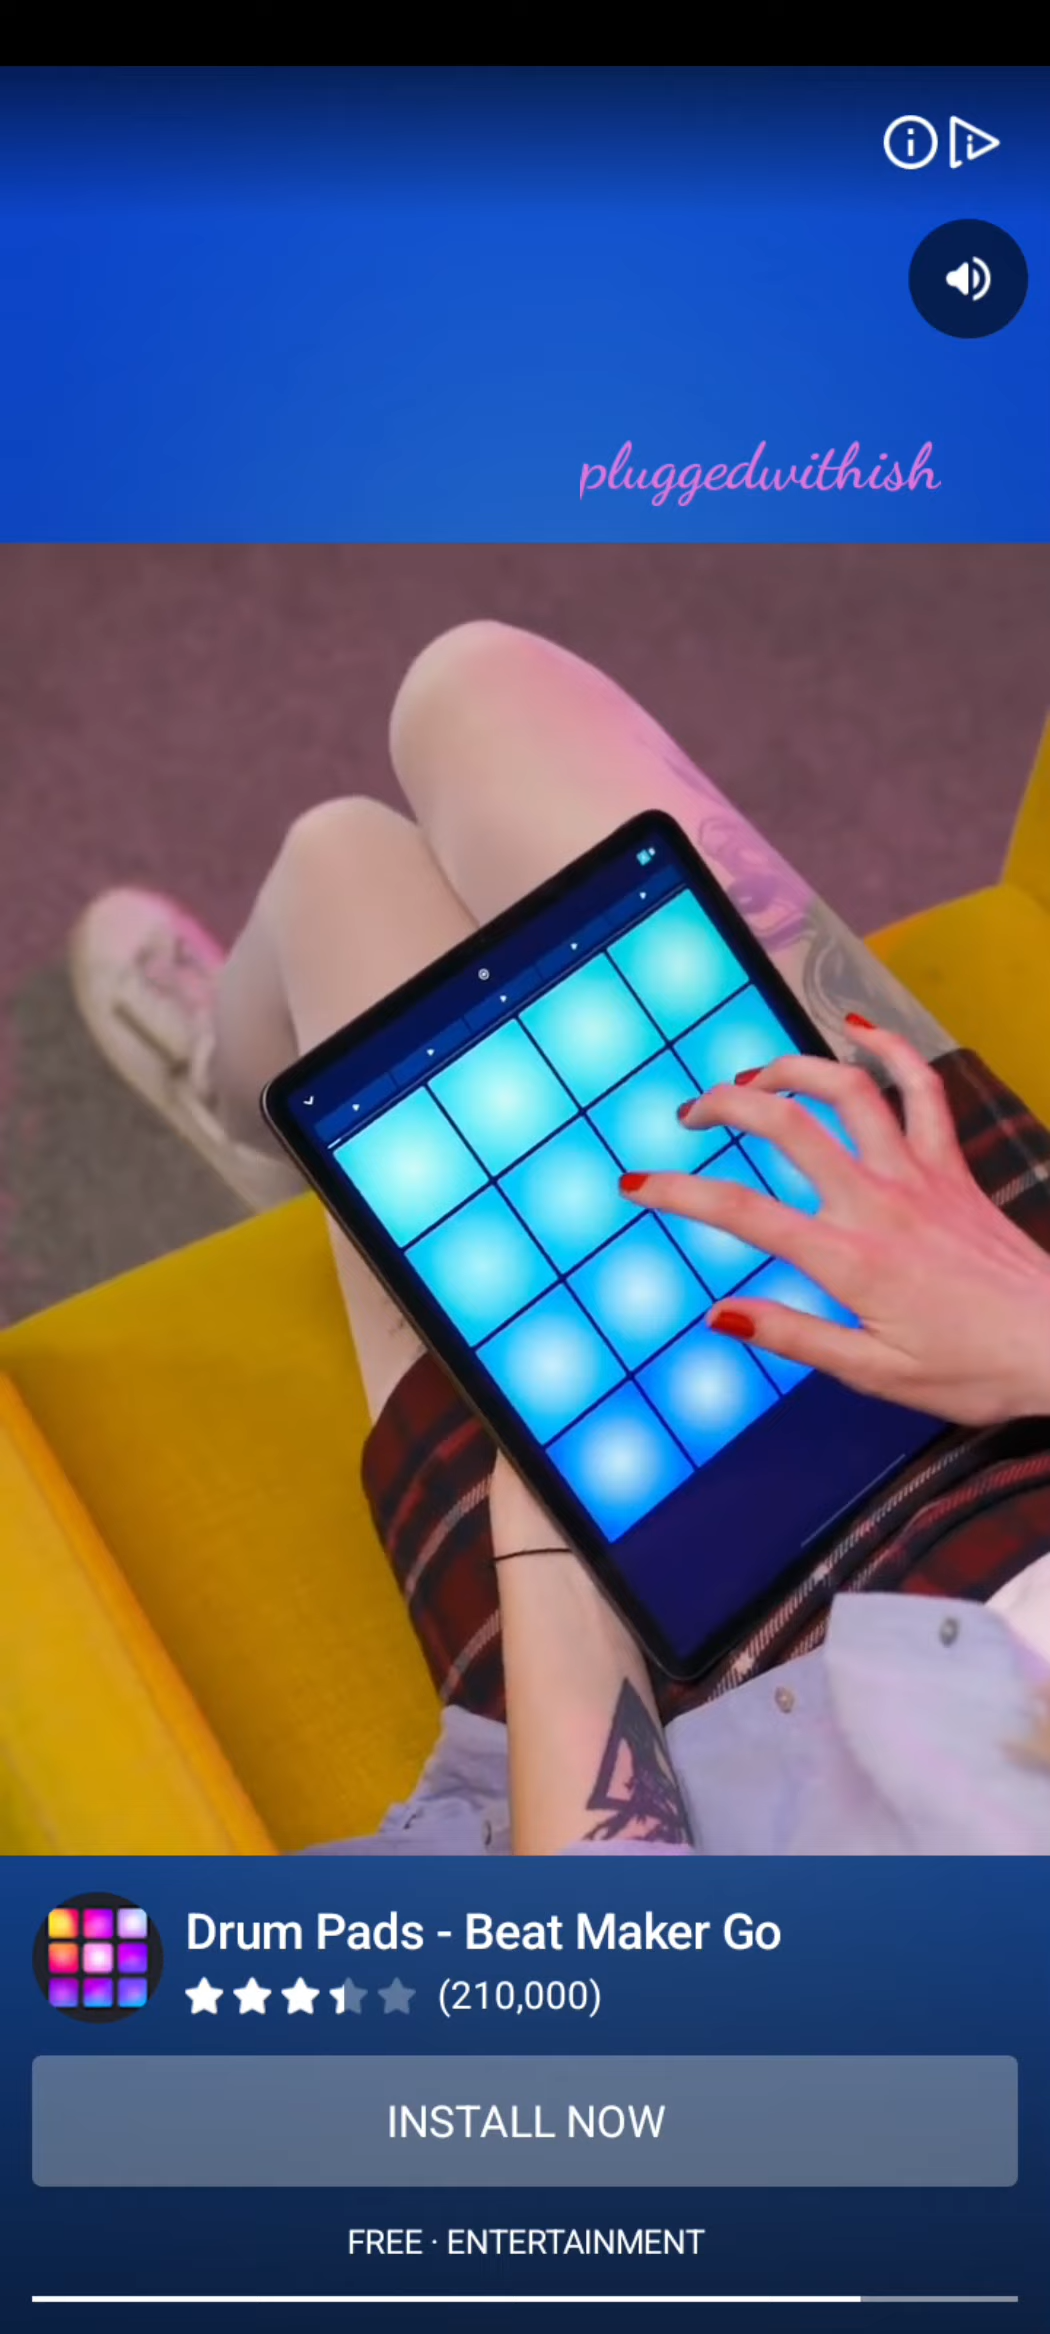 pluggedwithish
Drum Pads - Beat Maker Go
(210,000)
INSTALL NOW
FREE · ENTERTAINMENT